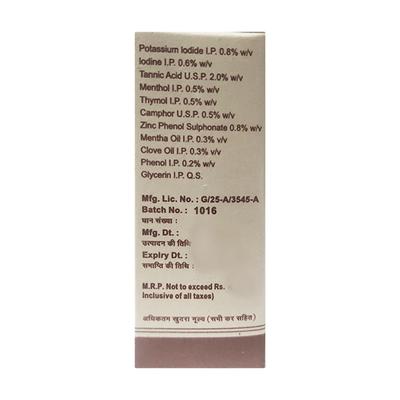 Potassium Iodide I.P. 0.8% w/v
Iodine I.P. 0.6% w/v
Tannic Acid U.S.P. 2.0% w/v
Menthol I.P. 0.5% w/v
Thymol I.P. 0.5% w/v
Camphor U.S.P. 0.5% w/v
Zinc Phenol Sulphonate 0.8% w/v
Mentha Oil I.P. 0.3% v/v
Clove Oil I.P. 0.3% v/v
Phenol I.P. 0.2% w/v
Glycerin I.P. Q.S.
Mfg. Lic. No. : G/25-A/3545-A
Batch No. : 1016
घान संख्या :
Mfg. Dt. :
उत्पादन की तिथि
Expiry Dt. :
समाप्ति की तिथि :
M.R.P. Not to exceed Rs.
inclusive of all taxes)
अधिकतम खुदरा मूल्य (सभी कर सहित)